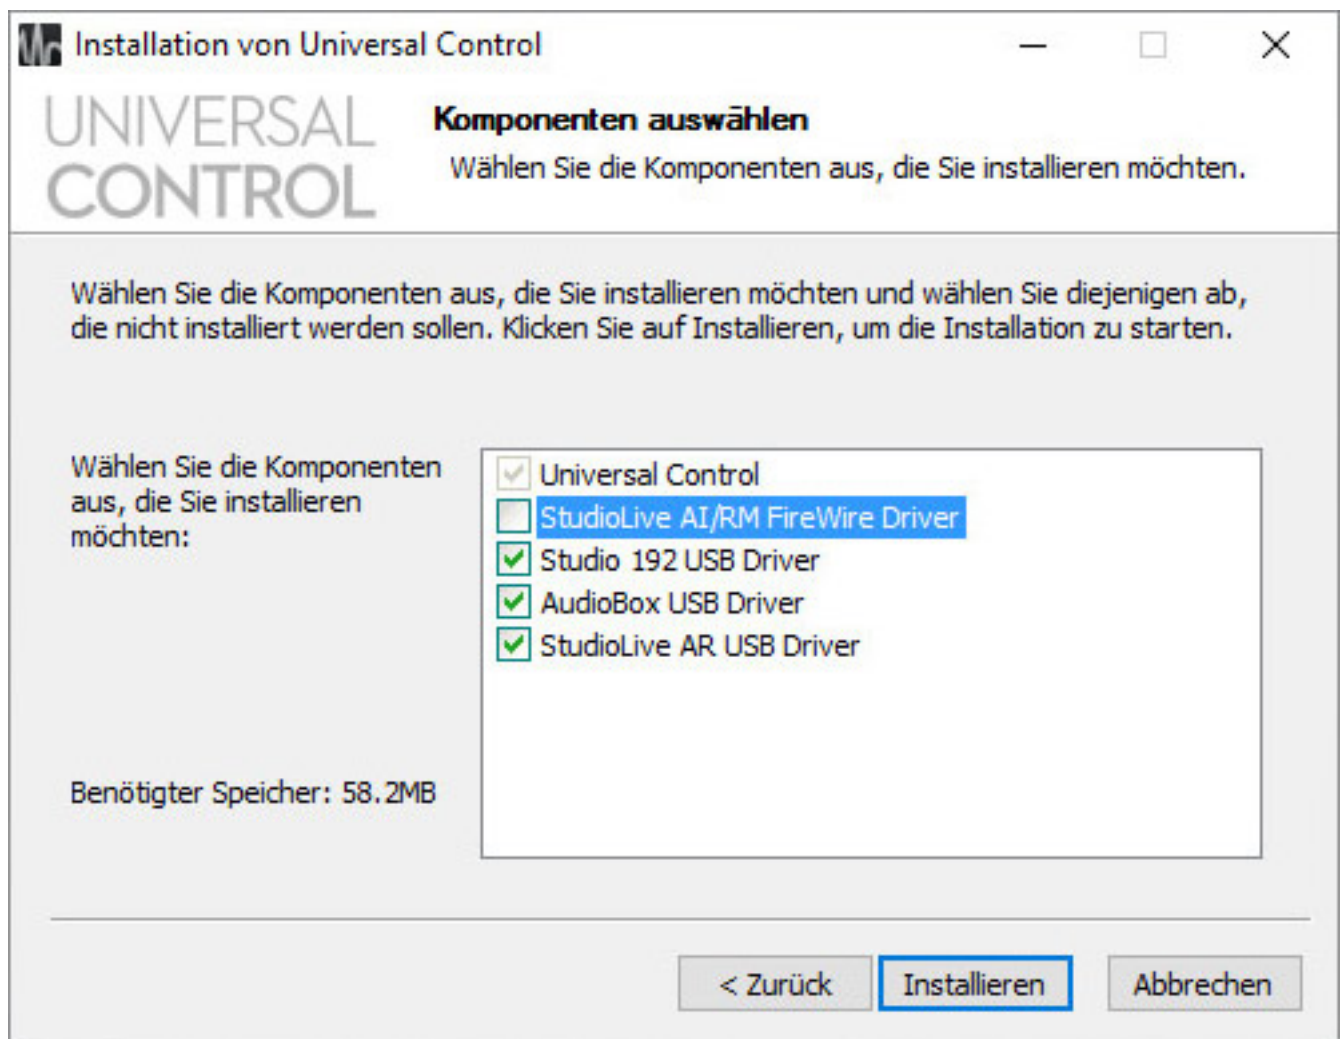 Installation von Universal Control
UNIVERSAL
CONTROL
Komponenten auswählen
Wählen Sie die Komponenten aus, die Sie installieren möchten.
Wählen Sie die Komponenten aus, die Sie installieren möchten und wählen Sie diejenigen ab,
die nicht installiert werden sollen. Klicken Sie auf Installieren, um die Installation zu starten.
Wählen Sie die Komponenten
aus, die Sie installieren
möchten:
Universal Control
StudioLive AI/RM FireWire Driver
Studio 192 USB Driver
AudioBox USB Driver
StudioLive AR USB Driver
Benötigter Speicher: 58.2MB
< Zurück
Installieren
Abbrechen